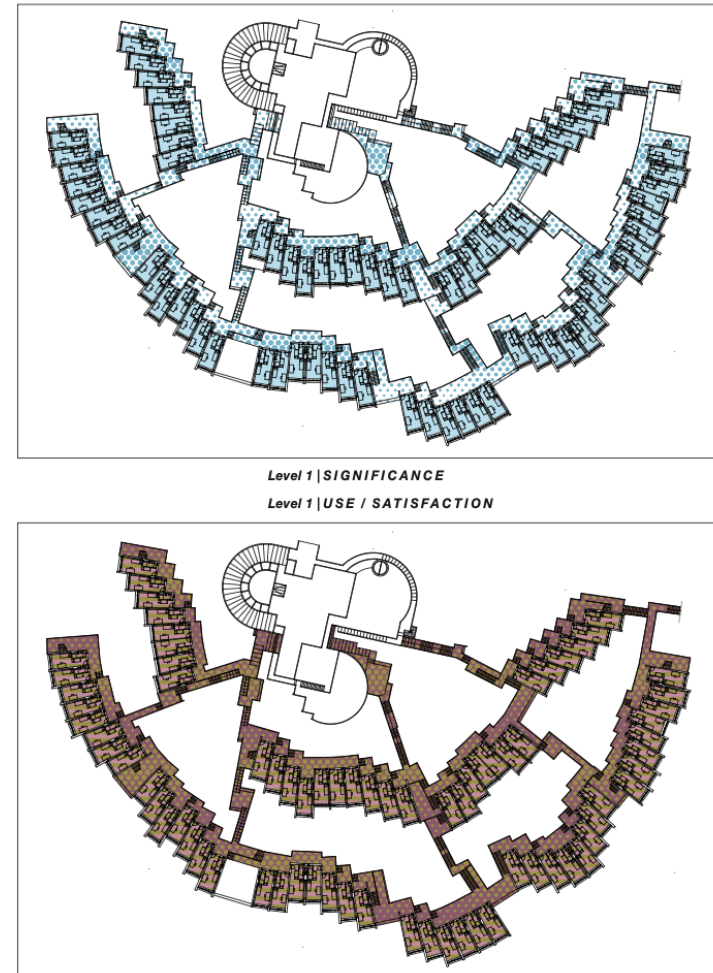 Level 1 | SIGNIFICANCE
Level 1 | USE / SATISFACTION